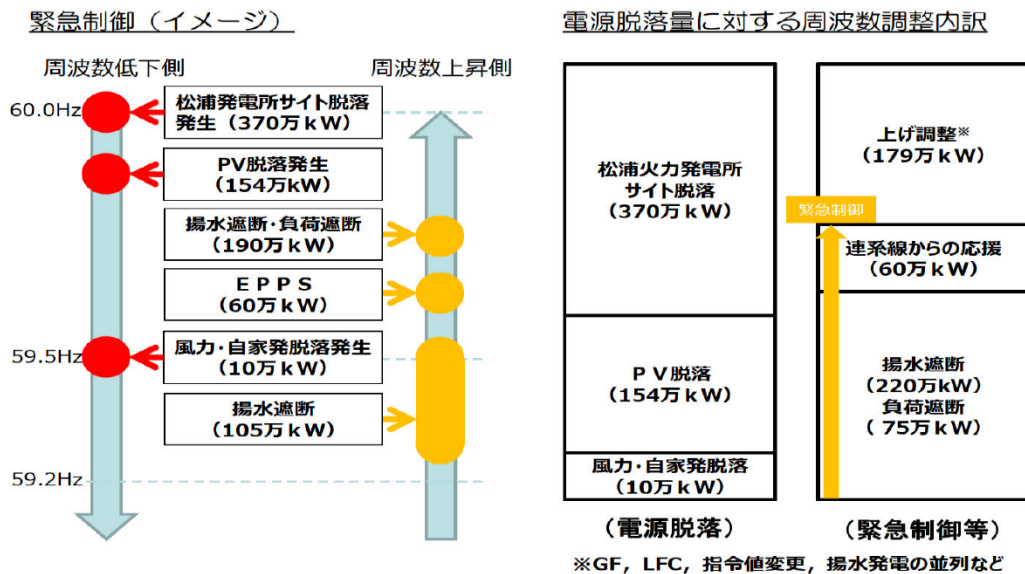 緊急制御（イメージ）
周波数低下側
周波数上昇側
60.0Hz
松浦発電所サイト脱落
発生（370万ｋW）
PV脱落発生
（154万kW）
揚水遮断・負荷遮断
（190万ｋW）
ＥＰＰＳ
（60万ｋW）
59.5Hz
風力・自家発脱落発生
（10万ｋW）
揚水遮断
（105万ｋW）
59.2Hz
電源脱落量に対する周波数調整内訳
松浦火力発電所
サイト脱落
（370万ｋW）
ＰＶ脱落
（154万ｋW）
風力・自家発脱落
（10万ｋW）
（電源脱落）
上げ調整※
（179万ｋW）
緊急制御
連系線からの応援
（60万ｋW）
揚水遮断
（220万kW）
負荷遮断
（ 75万ｋW）
（緊急制御等）
※GF，LFC，指令値変更，揚水発電の並列など